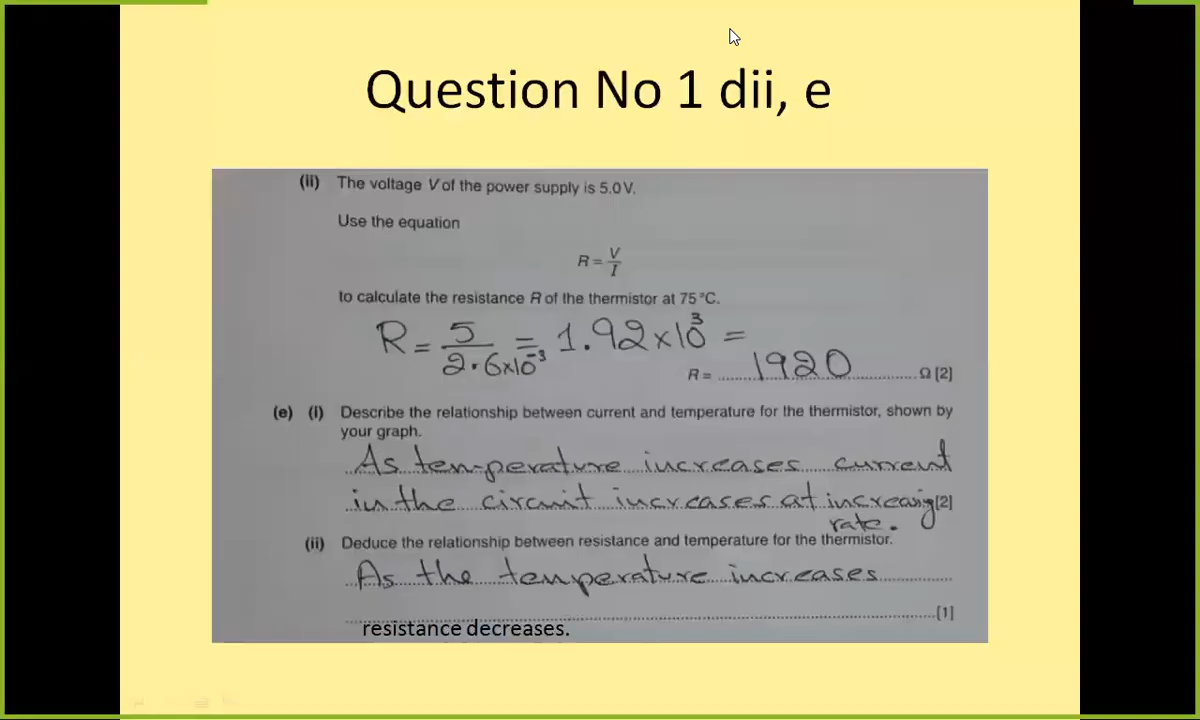 Question No 1 dii, e
(ii) The voltage V of the power supply is 5.0 V.
Use the equation
R = V/I
to calculate the resistance R of the thermistor at 75 °C.
R = 5/2.6×10⁻³ = 1.92×10³ =
R = 1920 Ω [2]
(e) (i) Describe the relationship between current and temperature for the thermistor, shown by
your graph.
As temperature increases current
in the circuit increases at increasing [2]
rate.
(ii) Deduce the relationship between resistance and temperature for the thermistor.
As the temperature increases
[1]
resistance decreases.